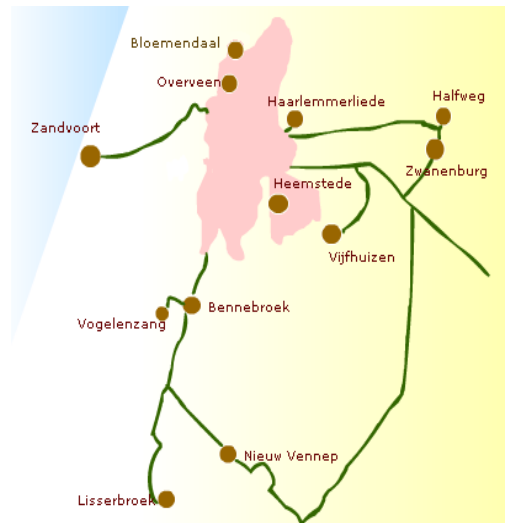 Bloemendaal
Overveen
Haarlemmerliede
Halfweg
Zandvoort
Zwanenburg
Heemstede
Vijfhuizen
Bennebroek
Vogelenzang
Nieuw Vennep
Lisserbroek